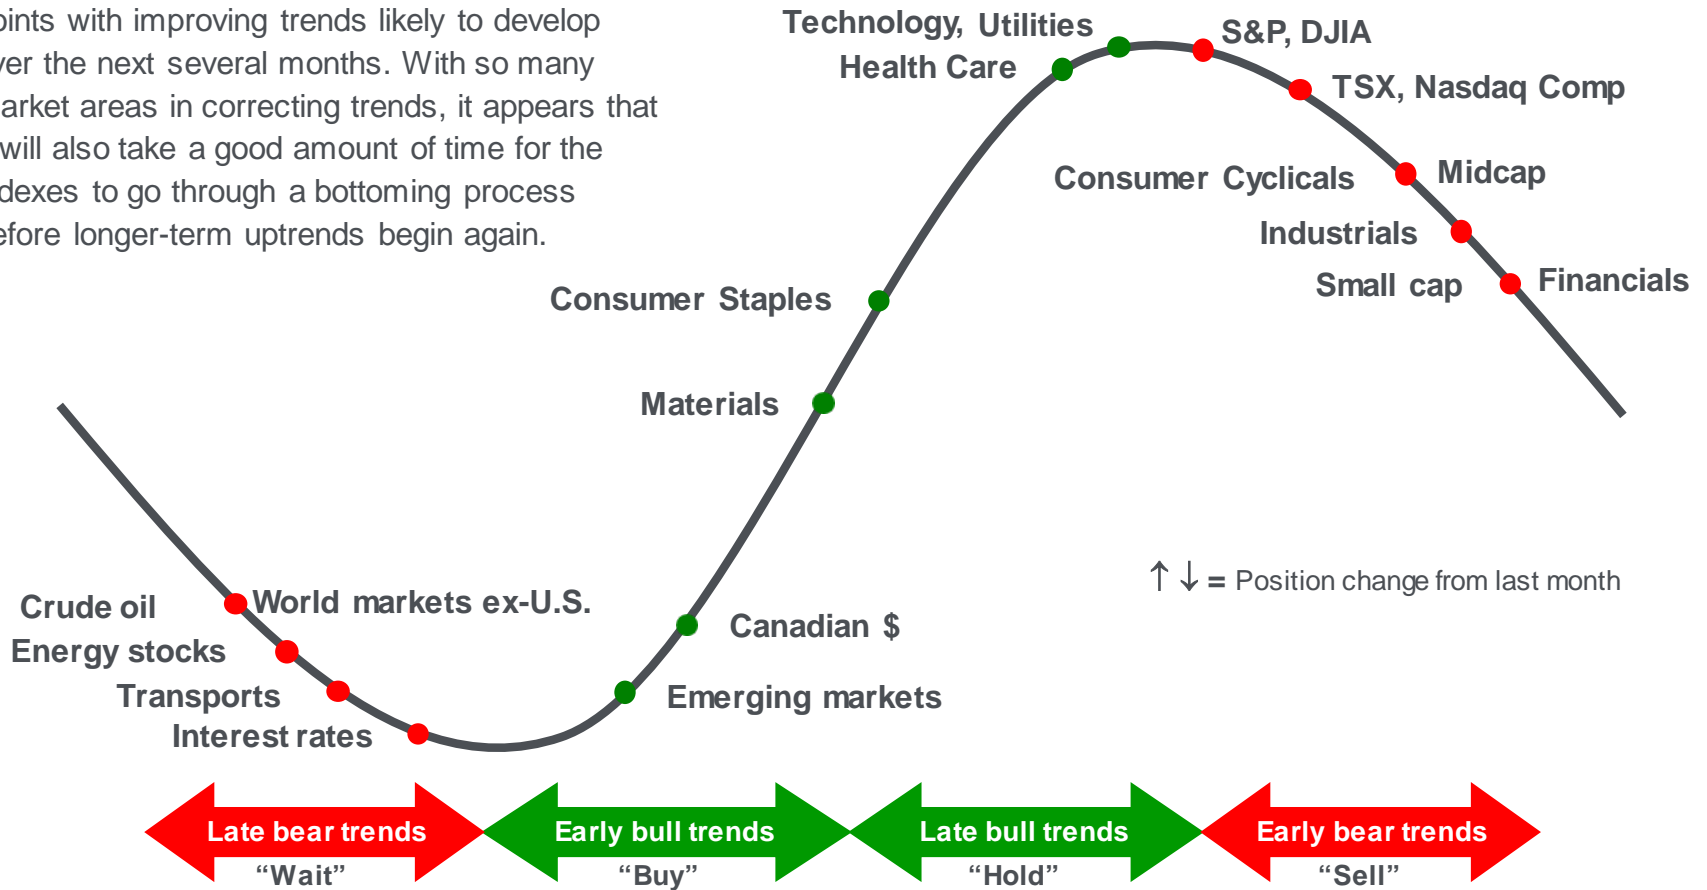 oints with improving trends likely to develop
ver the next several months. With so many
arket areas in correcting trends, it appears that
will also take a good amount of time for the
dexes to go through a bottoming process
efore longer-term uptrends begin again.
Technology, Utilities
S&P, DJIA
Health Care
TSX, Nasdaq Comp
Consumer Cyclicals
Midcap
Industrials
Small cap
Financials
Consumer Staples
Materials
↑ ↓ = Position change from last month
Crude oil
World markets ex-U.S.
Energy stocks
Canadian $
Transports
Emerging markets
Interest rates
Late bear trends
Early bull trends
Late bull trends
Early bear trends
“Wait”
“Buy”
“Hold”
“Sell”